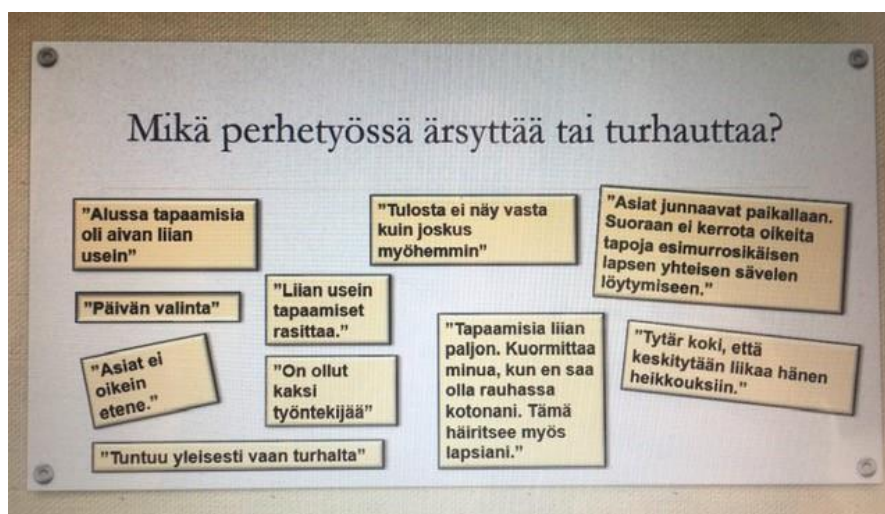 Mikä perhetyössä ärsyttää tai turhauttaa?
”Alussa tapaamisia
oli aivan liian
usein”
”Tulosta ei näy vasta
kuin joskus
myöhemmin”
”Asiat junnaavat paikallaan.
Suoraan ei kerrota oikeita
tapoja esimurrosikäisen
lapsen yhteisen sävelen
löytymiseen.”
”Päivän valinta”
”Liian usein
tapaamiset
rasittaa.”
”Asiat ei
oikein
etene.”
”On ollut
kaksi
työntekijää”
”Tapaamisia liian
paljon. Kuormittaa
minua, kun en saa
olla rauhassa
kotonani. Tämä
häiritsee myös
lapsiani.”
”Tytär koki, että
keskitytään liikaa hänen
heikkouksiin.”
”Tuntuu yleisesti vaan turhalta”